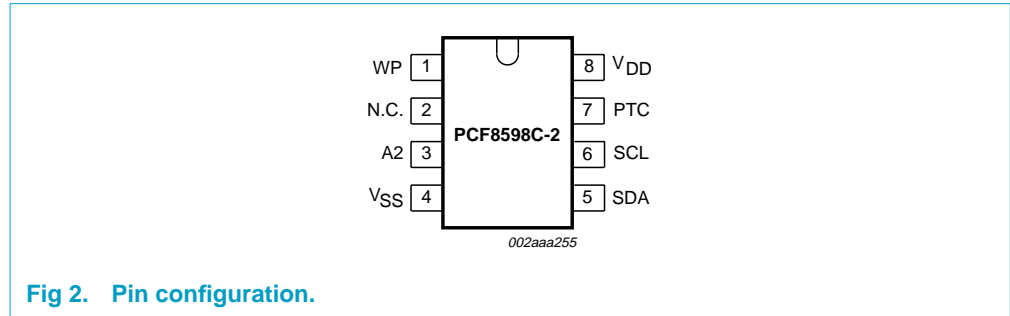 WP 1 8 VDD
N.C. 2 7 PTC
PCF8598C-2
A2 3 6 SCL
VSS 4 5 SDA
002aaa255
Fig 2. Pin configuration.